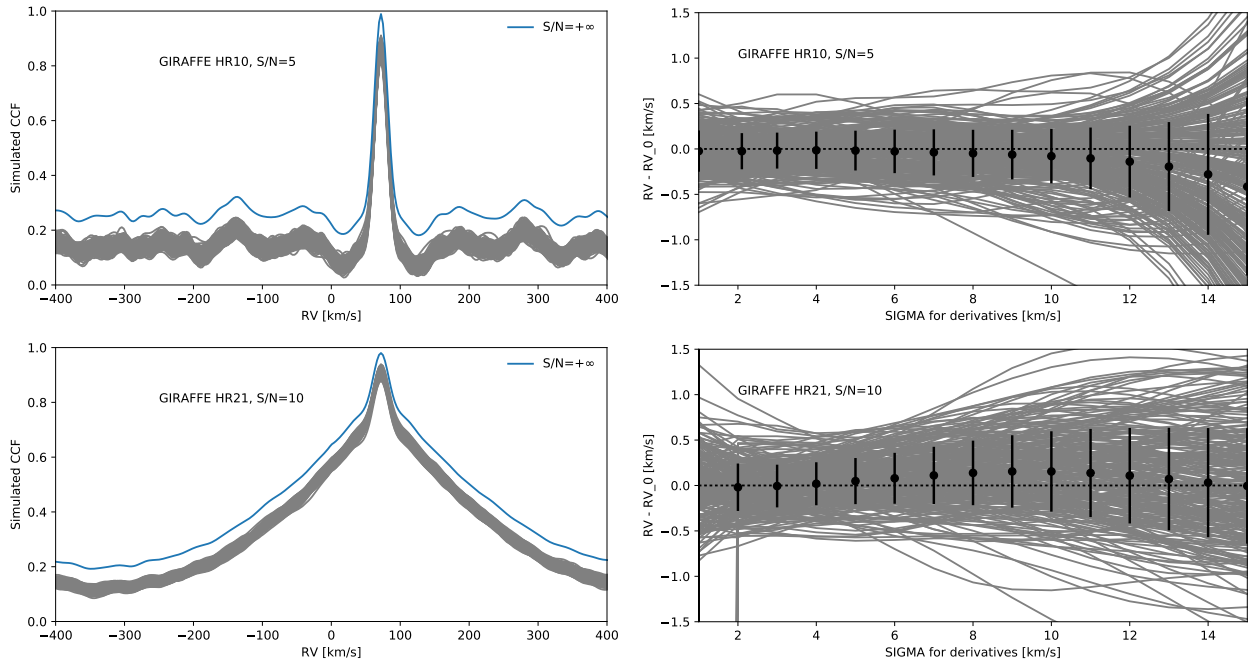 1.0
0.8
0.6
0.4
0.2
0.0
Simulated CCF
GIRAFFE HR10, S/N=5
S/N=+∞
−400 −300 −200 −100 0 100 200 300 400
RV [km/s]
1.5
1.0
0.5
0.0
−0.5
−1.0
−1.5
RV - RV_0 [km/s]
GIRAFFE HR10, S/N=5
2 4 6 8 10 12 14
SIGMA for derivatives [km/s]
1.0
0.8
0.6
0.4
0.2
0.0
Simulated CCF
GIRAFFE HR21, S/N=10
S/N=+∞
−400 −300 −200 −100 0 100 200 300 400
RV [km/s]
1.5
1.0
0.5
0.0
−0.5
−1.0
−1.5
RV - RV_0 [km/s]
GIRAFFE HR21, S/N=10
2 4 6 8 10 12 14
SIGMA for derivatives [km/s]